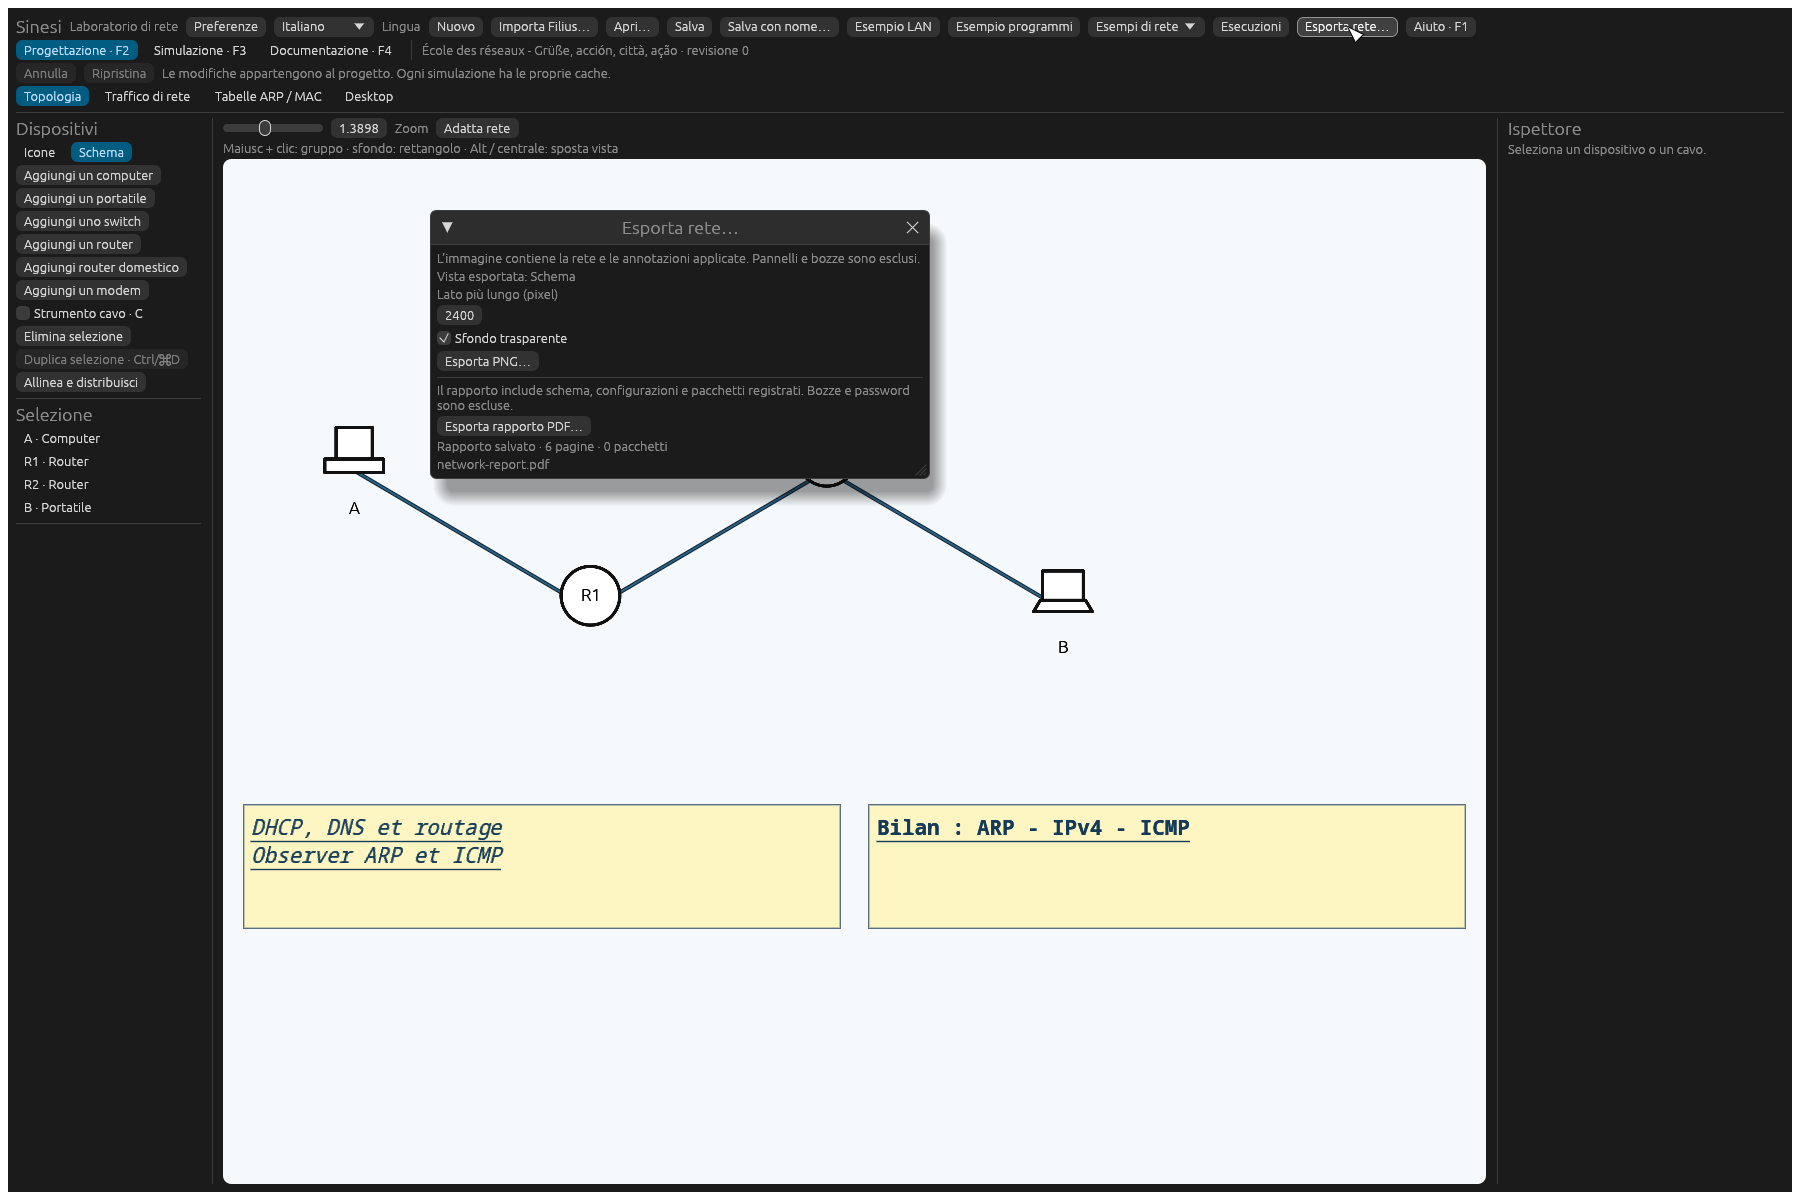 Sinesi Laboratorio di rete Preferenze Italiano Lingua Nuovo Importa Filius... Apri... Salva Salva con nome... Esempio LAN Esempio programmi Esempi di rete Esecuzioni Esporta rete... Aiuto · F1
Progettazione · F2 Simulazione · F3 Documentazione · F4 École des réseaux - Grüße, acción, città, ação · revisione 0
Annulla Ripristina Le modifiche appartengono al progetto. Ogni simulazione ha le proprie cache.
Topologia Traffico di rete Tabelle ARP / MAC Desktop
Dispositivi
Icone Schema
Aggiungi un computer
Aggiungi un portatile
Aggiungi uno switch
Aggiungi un router
Aggiungi router domestico
Aggiungi un modem
Strumento cavo · C
Elimina selezione
Duplica selezione · Ctrl/⌘D
Allinea e distribuisci
Selezione
A · Computer
R1 · Router
R2 · Router
B · Portatile
1.3898 Zoom Adatta rete
Maiusc + clic: gruppo · sfondo: rettangolo · Alt / centrale: sposta vista
Esporta rete...
L'immagine contiene la rete e le annotazioni applicate. Pannelli e bozze sono esclusi.
Vista esportata: Schema
Lato più lungo (pixel)
2400
Sfondo trasparente
Esporta PNG...
Il rapporto include schema, configurazioni e pacchetti registrati. Bozze e password
sono escluse.
Esporta rapporto PDF...
Rapporto salvato · 6 pagine · 0 pacchetti
network-report.pdf
A
R1
B
DHCP, DNS et routage
Observer ARP et ICMP
Bilan : ARP - IPv4 - ICMP
Ispettore
Seleziona un dispositivo o un cavo.